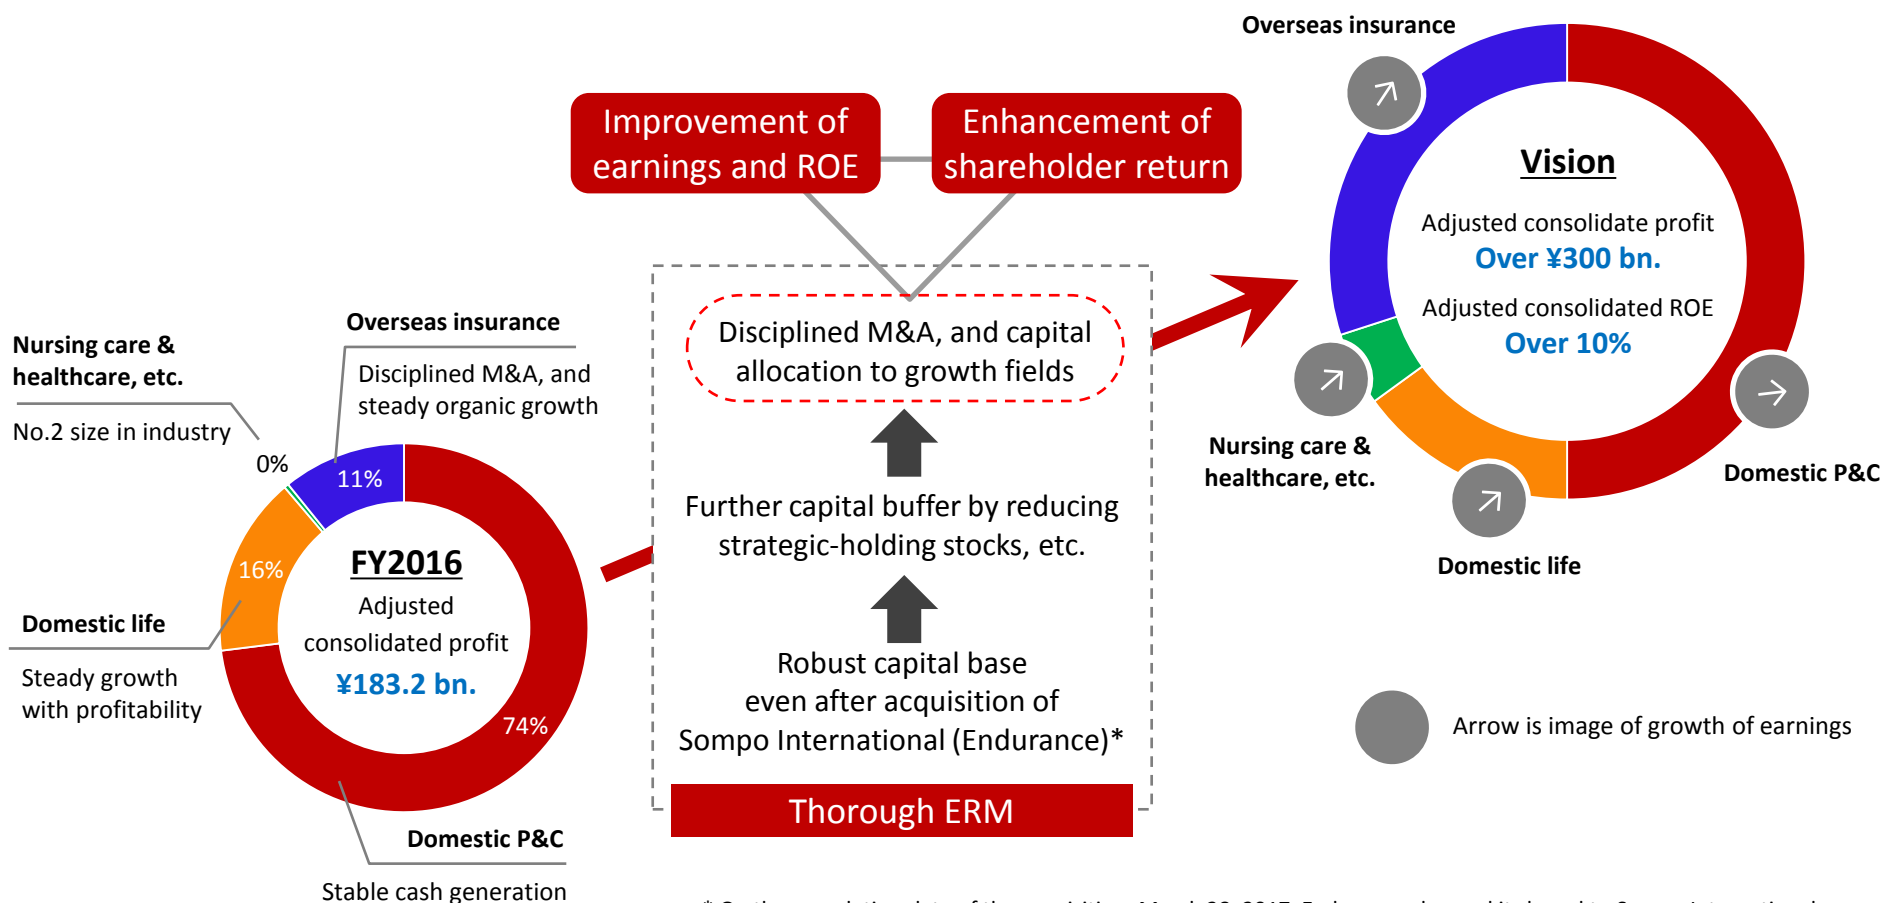 Overseas insurance
Improvement of
earnings and ROE
Enhancement of
shareholder return
Vision
Adjusted consolidate profit
Over ¥300 bn.
Adjusted consolidated ROE
Over 10%
Nursing care &
healthcare, etc.
No.2 size in industry
Overseas insurance
Disciplined M&A, and
steady organic growth
0%
11%
16%
74%
FY2016
Adjusted
consolidated profit
¥183.2 bn.
Domestic life
Steady growth
with profitability
Domestic P&C
Stable cash generation
Disciplined M&A, and capital
allocation to growth fields
Further capital buffer by reducing
strategic-holding stocks, etc.
Robust capital base
even after acquisition of
Sompo International (Endurance)*
Thorough ERM
Nursing care &
healthcare, etc.
Domestic P&C
Domestic life
Arrow is image of growth of earnings